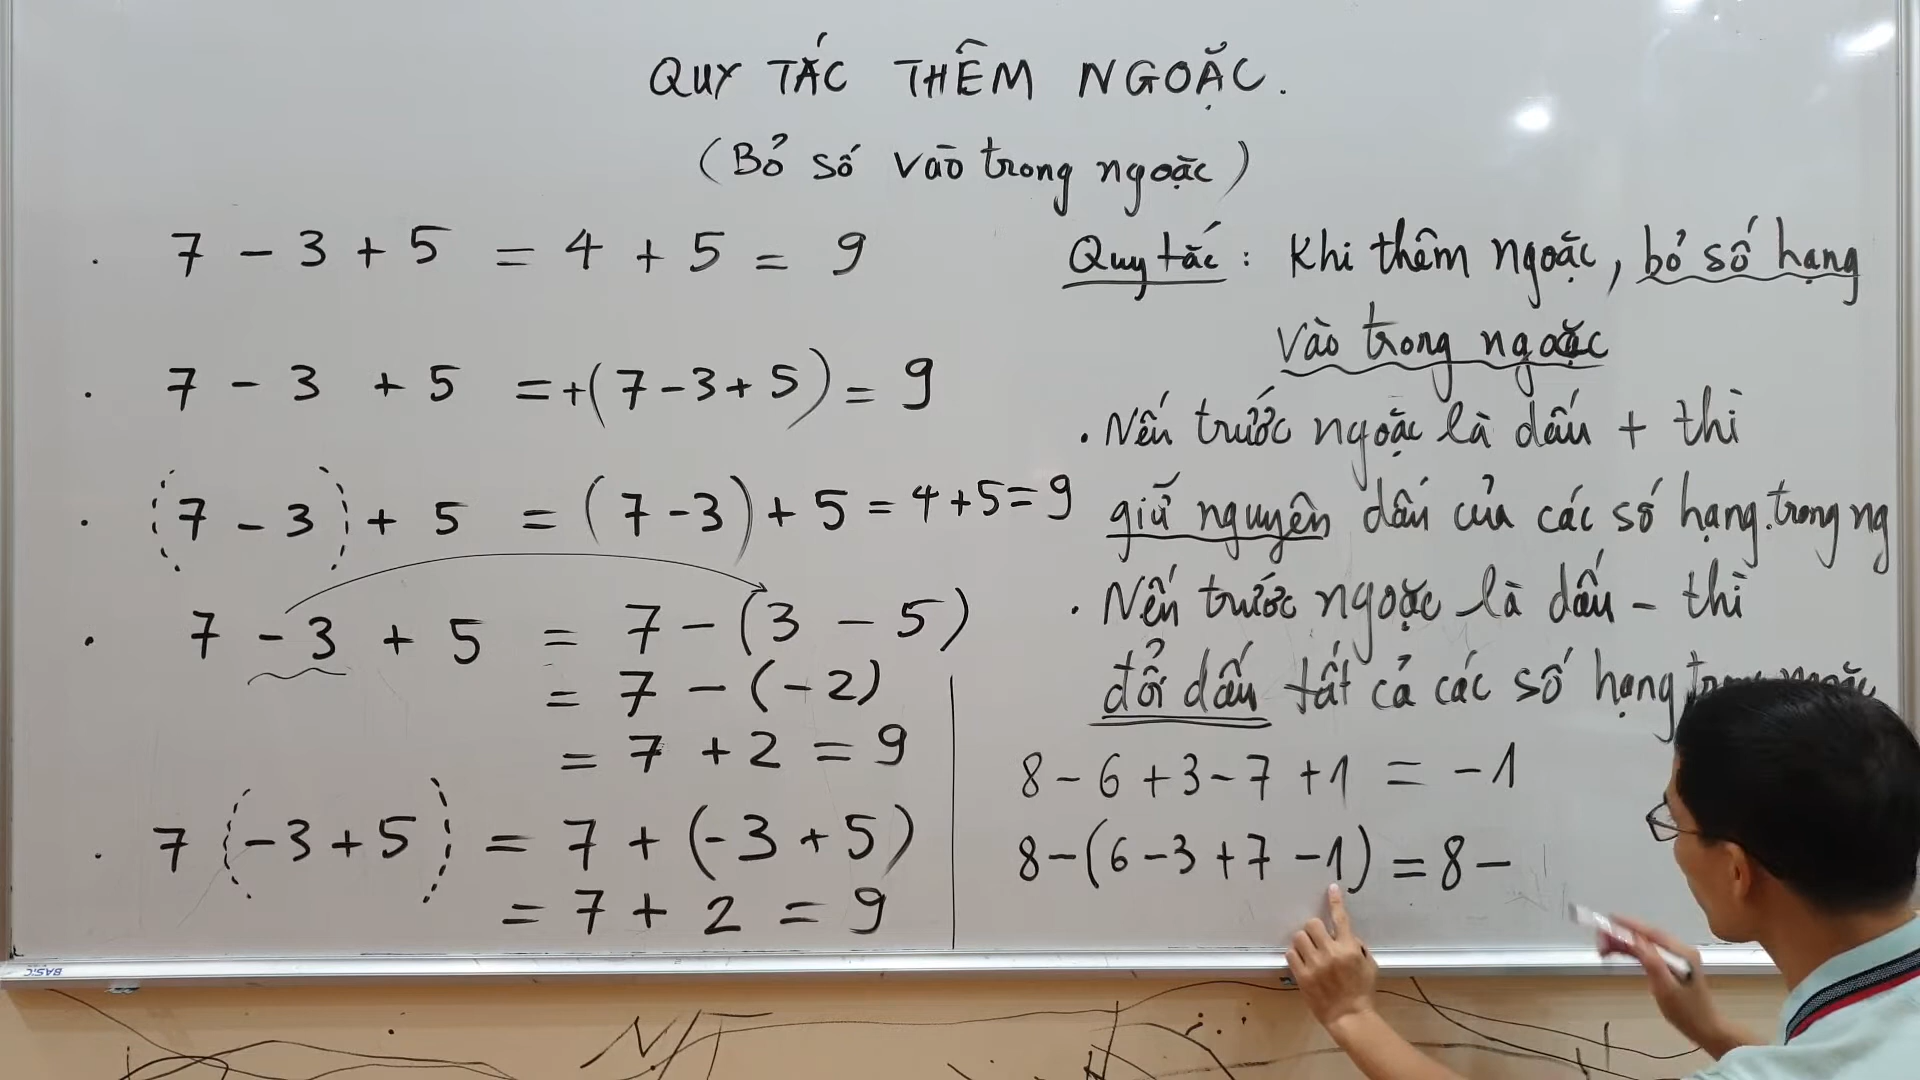 QUY TẮC THÊM NGOẶC.
(Bỏ số vào trong ngoặc)
. 7 - 3 + 5 = 4 + 5 = 9
. 7 - 3 + 5 = +(7 - 3 + 5) = 9
. (7 - 3) + 5 = (7 - 3) + 5 = 4 + 5 = 9
. 7 - 3 + 5 = 7 - (3 - 5)
= 7 - (-2)
= 7 + 2 = 9
. 7 (-3 + 5) = 7 + (-3 + 5)
= 7 + 2 = 9
Quy tắc : Khi thêm ngoặc, bỏ số hạng
vào trong ngoặc
. Nếu trước ngoặc là dấu + thì
giữ nguyên dấu của các số hạng.trong ng
. Nếu trước ngoặc là dấu - thì
đổi dấu tất cả các số hạng trong ngoặc
8 - 6 + 3 - 7 + 1 = -1
8 - (6 - 3 + 7 - 1) = 8 -
BASIC